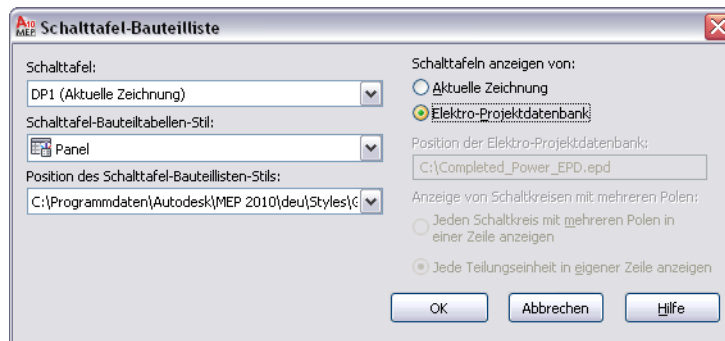 A10 MEP Schalttafel-Bauteilliste
Schalttafel:
DP1 (Aktuelle Zeichnung)
Schalttafel-Bauteiltabellen-Stil:
Panel
Position des Schalttafel-Bauteillisten-Stils:
C:\Programmdaten\Autodesk\MEP 2010\deu\Styles\G
Schalttafeln anzeigen von:
Aktuelle Zeichnung
Elektro-Projektdatenbank
Position der Elektro-Projektdatenbank:
C:\Completed_Power_EPD.epd
Anzeige von Schaltkreisen mit mehreren Polen:
Jeden Schaltkreis mit mehreren Polen in
einer Zeile anzeigen
Jede Teilungseinheit in eigener Zeile anzeigen
OK
Abbrechen
Hilfe